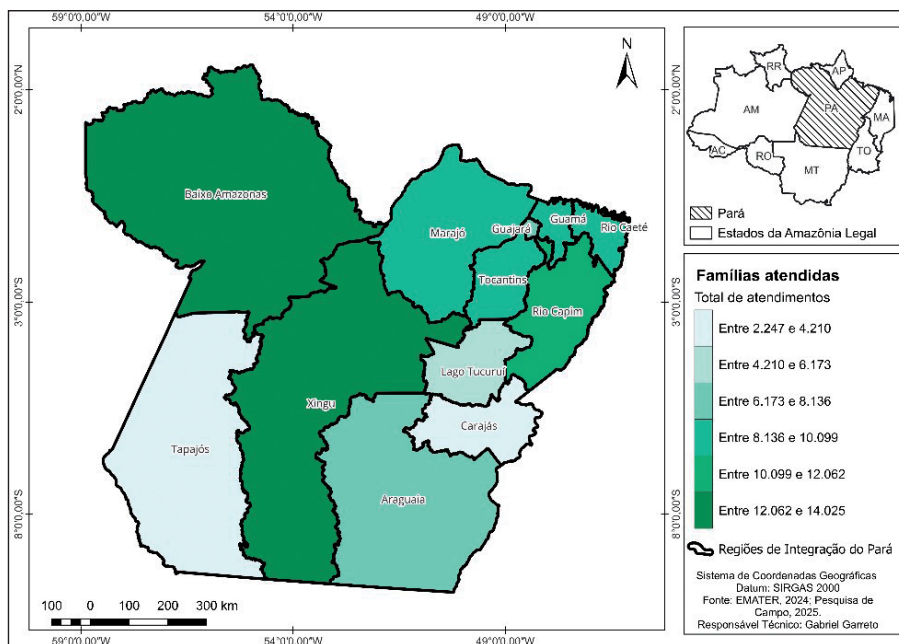 59°0'0.00"W
54°0'0.00"W
49°0'0.00"W
2°0'0.00"N
3°0'0.00"S
8°0'0.00"S
N
Baixo Amazonas
Marajó
Guajará
Guamá
Rio Caeté
Tocantins
Rio Capim
Lago Tucuruí
Xingu
Carajás
Tapajós
Araguaia
100 0 100 200 300 km
2°0'0.00"N
3°0'0.00"S
8°0'0.00"S
59°0'0.00"W
54°0'0.00"W
49°0'0.00"W
RR
AP
AM
PA
MA
AC
RO
TO
MT
Pará
Estados da Amazônia Legal
Famílias atendidas
Total de atendimentos
Entre 2.247 e 4.210
Entre 4.210 e 6.173
Entre 6.173 e 8.136
Entre 8.136 e 10.099
Entre 10.099 e 12.062
Entre 12.062 e 14.025
Regiões de Integração do Pará
Sistema de Coordenadas Geográficas
Datum: SIRGAS 2000
Fonte: EMATER, 2024; Pesquisa de
Campo, 2025.
Responsável Técnico: Gabriel Garreto